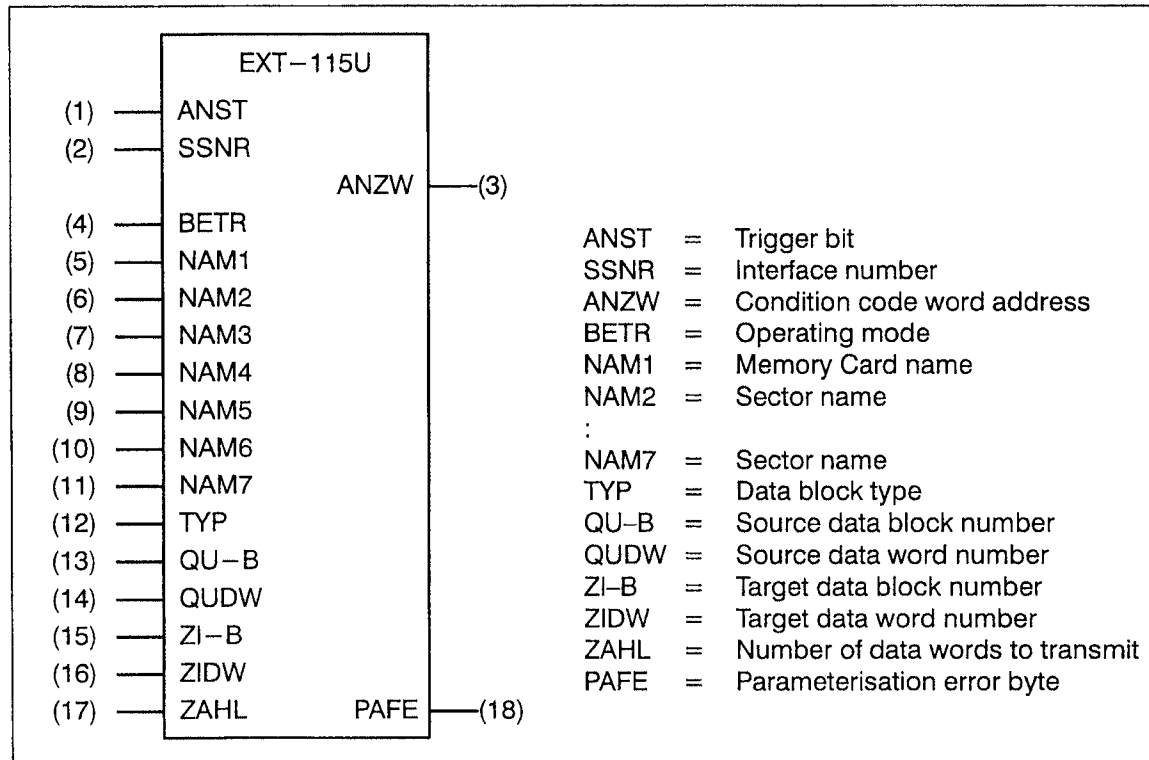 EXT-115U
(1) ANST
(2) SSNR
ANZW (3)
(4) BETR
(5) NAM1
(6) NAM2
(7) NAM3
(8) NAM4
(9) NAM5
(10) NAM6
(11) NAM7
(12) TYP
(13) QU-B
(14) QUDW
(15) ZI-B
(16) ZIDW
(17) ZAHL PAFE (18)
ANST = Trigger bit
SSNR = Interface number
ANZW = Condition code word address
BETR = Operating mode
NAM1 = Memory Card name
NAM2 = Sector name
:
NAM7 = Sector name
TYP = Data block type
QU-B = Source data block number
QUDW = Source data word number
ZI-B = Target data block number
ZIDW = Target data word number
ZAHL = Number of data words to transmit
PAFE = Parameterisation error byte